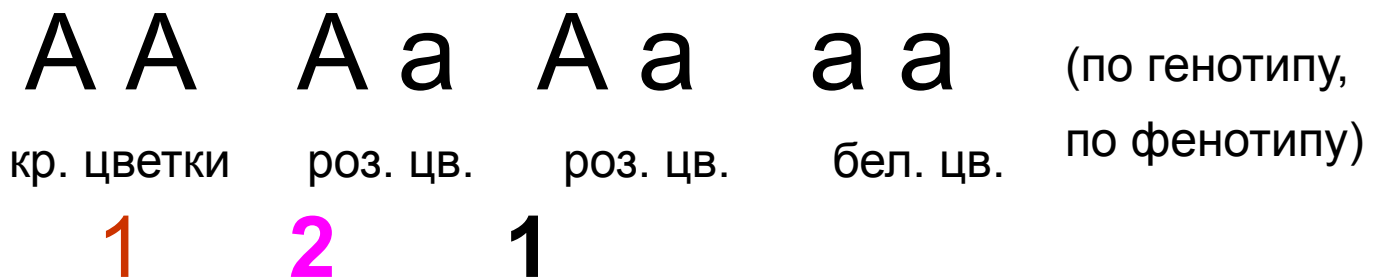 А А А а А а а а (по генотипу,
кр. цветки роз. цв. роз. цв. бел. цв. по фенотипу)
1 2 1